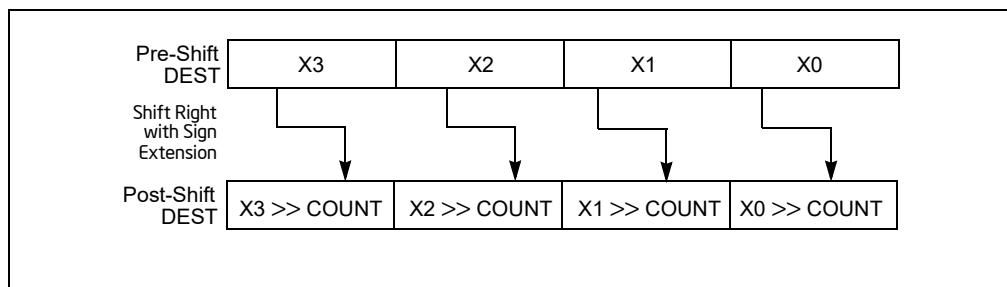 Pre-Shift
DEST
X3 X2 X1 X0
Shift Right
with Sign
Extension
Post-Shift
DEST
X3 >> COUNT X2 >> COUNT X1 >> COUNT X0 >> COUNT